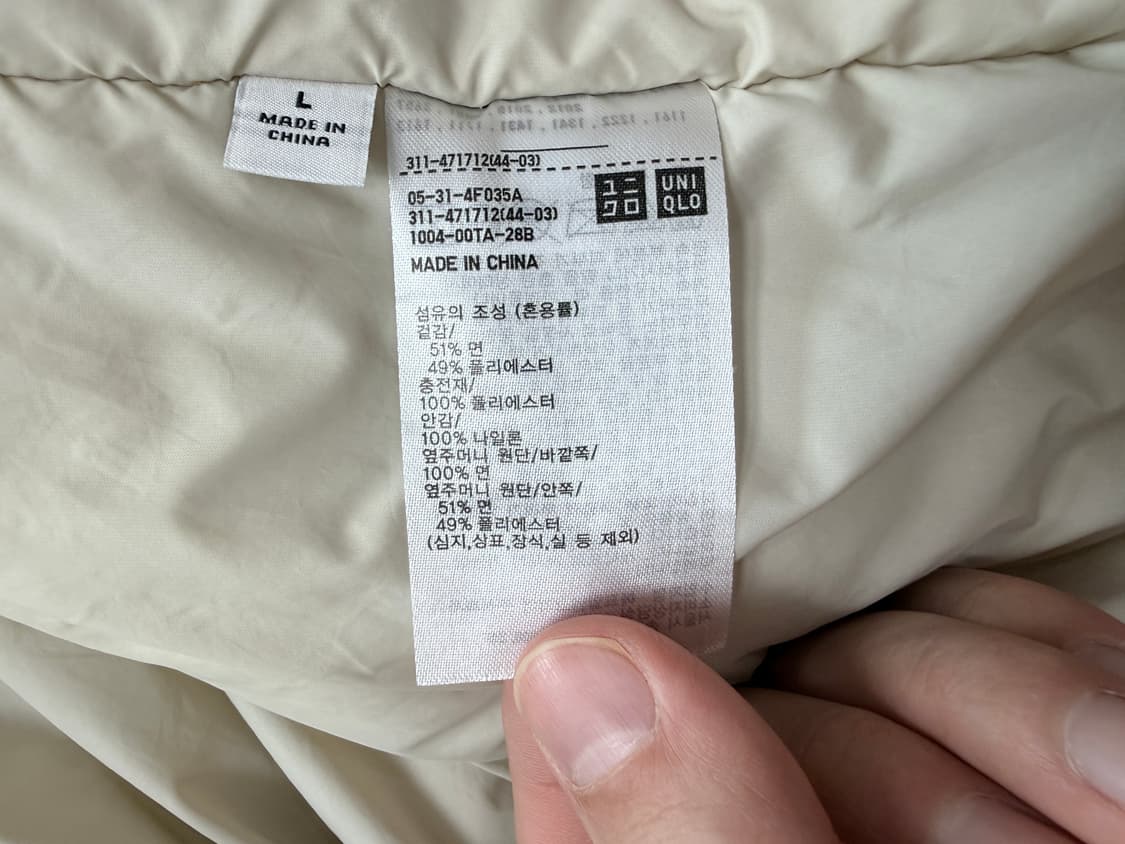 L
MADE IN
CHINA
311-471712(44-03)
05-31-4F035A
311-471712(44-03)
1004-00TA-28B
MADE IN CHINA
ユニ
クロ
UNI
QLO
섬유의 조성 (혼용률)
겉감/
51% 면
49% 폴리에스터
충전재/
100% 폴리에스터
안감/
100% 나일론
옆주머니 원단/바깥쪽/
100% 면
옆주머니 원단/안쪽/
51% 면
49% 폴리에스터
(심지,상표,장식,실 등 제외)